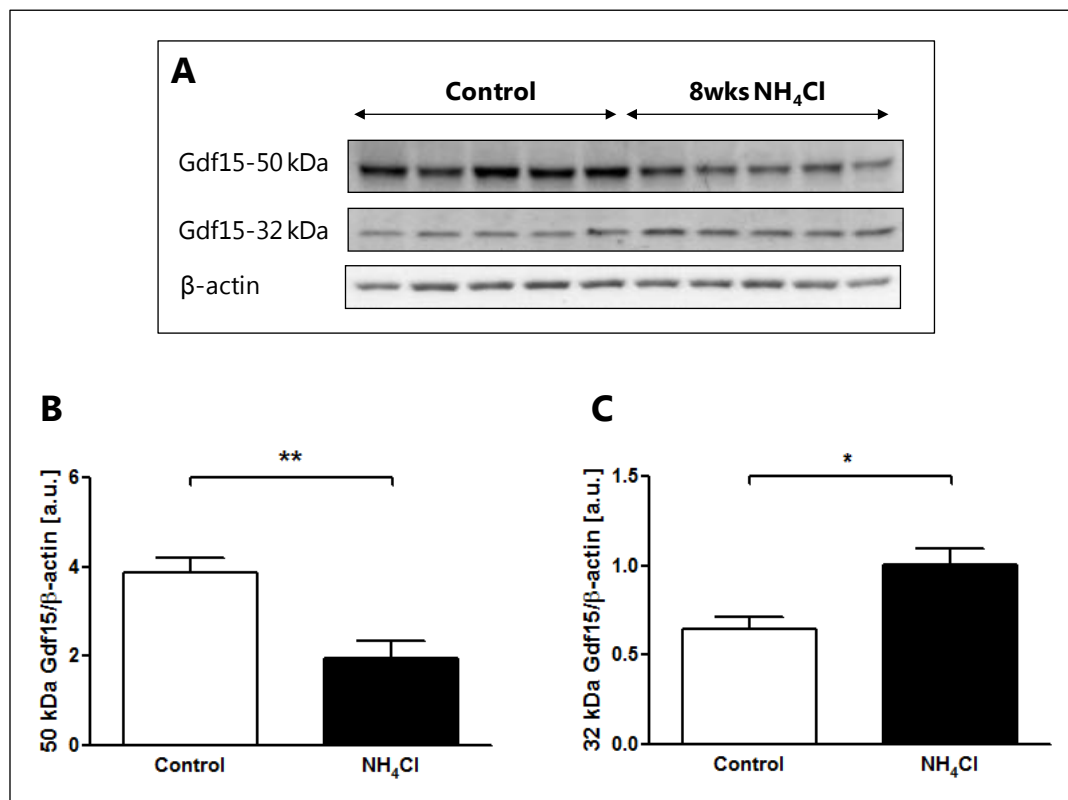 A
Control 8wks NH₄Cl
Gdf15-50 kDa
Gdf15-32 kDa
β-actin
B
**
50 kDa Gdf15/β-actin [a.u.]
6
4
2
0
Control NH₄Cl
C
*
32 kDa Gdf15/β-actin [a.u.]
1.5
1.0
0.5
0.0
Control NH₄Cl